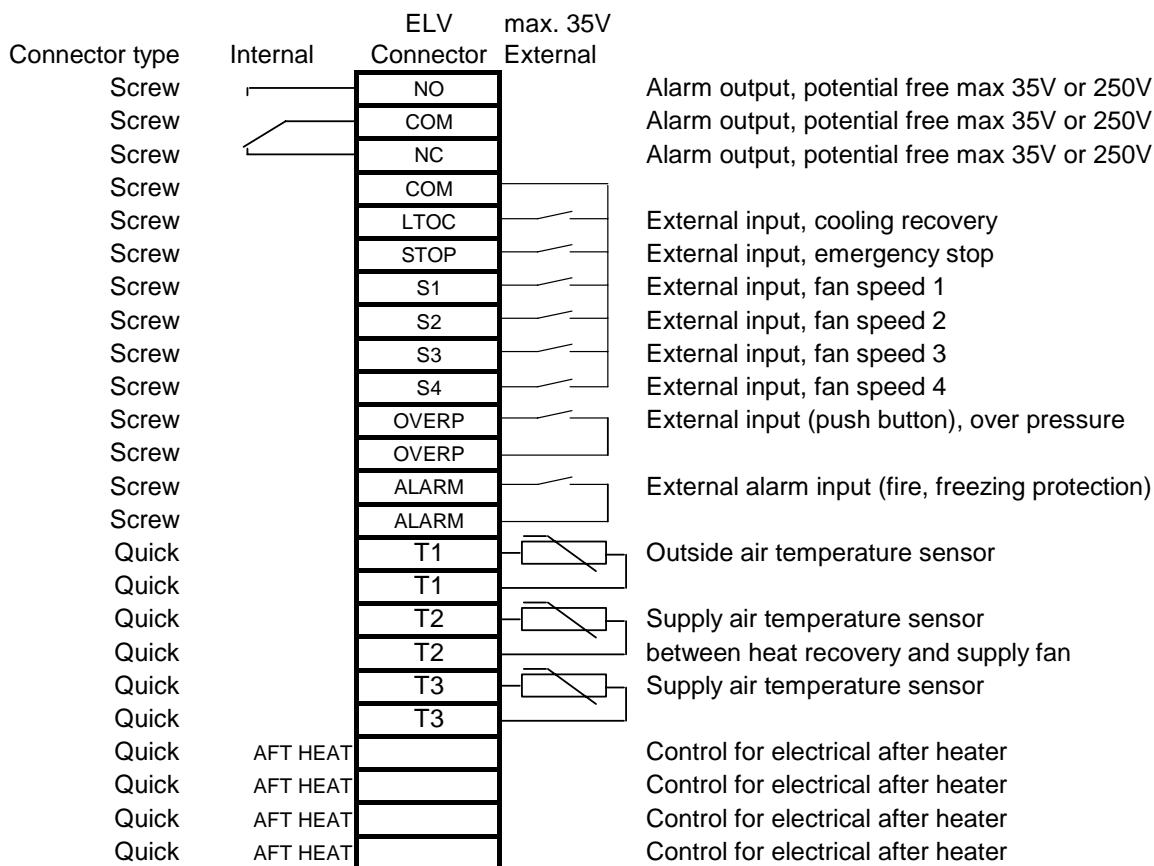 ELV max. 35V
Connector type Internal Connector External
Screw NO Alarm output, potential free max 35V or 250V
Screw COM Alarm output, potential free max 35V or 250V
Screw NC Alarm output, potential free max 35V or 250V
Screw COM
Screw LTOC External input, cooling recovery
Screw STOP External input, emergency stop
Screw S1 External input, fan speed 1
Screw S2 External input, fan speed 2
Screw S3 External input, fan speed 3
Screw S4 External input, fan speed 4
Screw OVERP External input (push button), over pressure
Screw OVERP
Screw ALARM External alarm input (fire, freezing protection)
Screw ALARM
Quick T1 Outside air temperature sensor
Quick T1
Quick T2 Supply air temperature sensor
Quick T2 between heat recovery and supply fan
Quick T3 Supply air temperature sensor
Quick T3
Quick AFT HEAT Control for electrical after heater
Quick AFT HEAT Control for electrical after heater
Quick AFT HEAT Control for electrical after heater
Quick AFT HEAT Control for electrical after heater